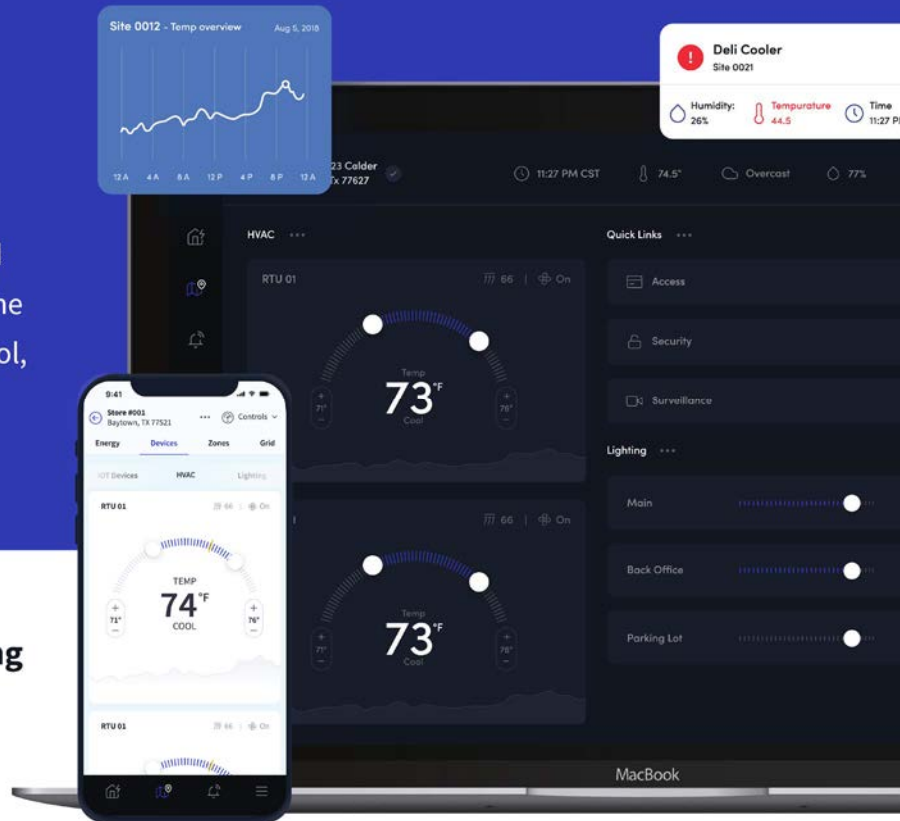 Site 0012 - Temp overview Aug 5, 2018
12 A 4 A 8 A 12 P 4 P 8 P 12 A
Deli Cooler
Site 0021
Humidity: 26%
Tempurature 44.5
Time 11:27
23 Calder
Tx 77627
11:27 PM CST 74.5° Overcast 77%
HVAC
RTU 01 66 | On
Temp
73°F
Cool
+ 71° −
+ 76° −
66 | On
Temp
73°F
Cool
+ 71° −
+ 76° −
Quick Links
Access
Security
Surveillance
Lighting
Main
Back Office
Parking Lot
ol,
9:41
Store #001
Baytown, TX 77521
Controls
Energy Devices Zones Grid
IOT Devices HVAC Lighting
RTU 01 66 | On
TEMP
74°F
COOL
+ 71° −
+ 76° −
RTU 01 66 | On
MacBook